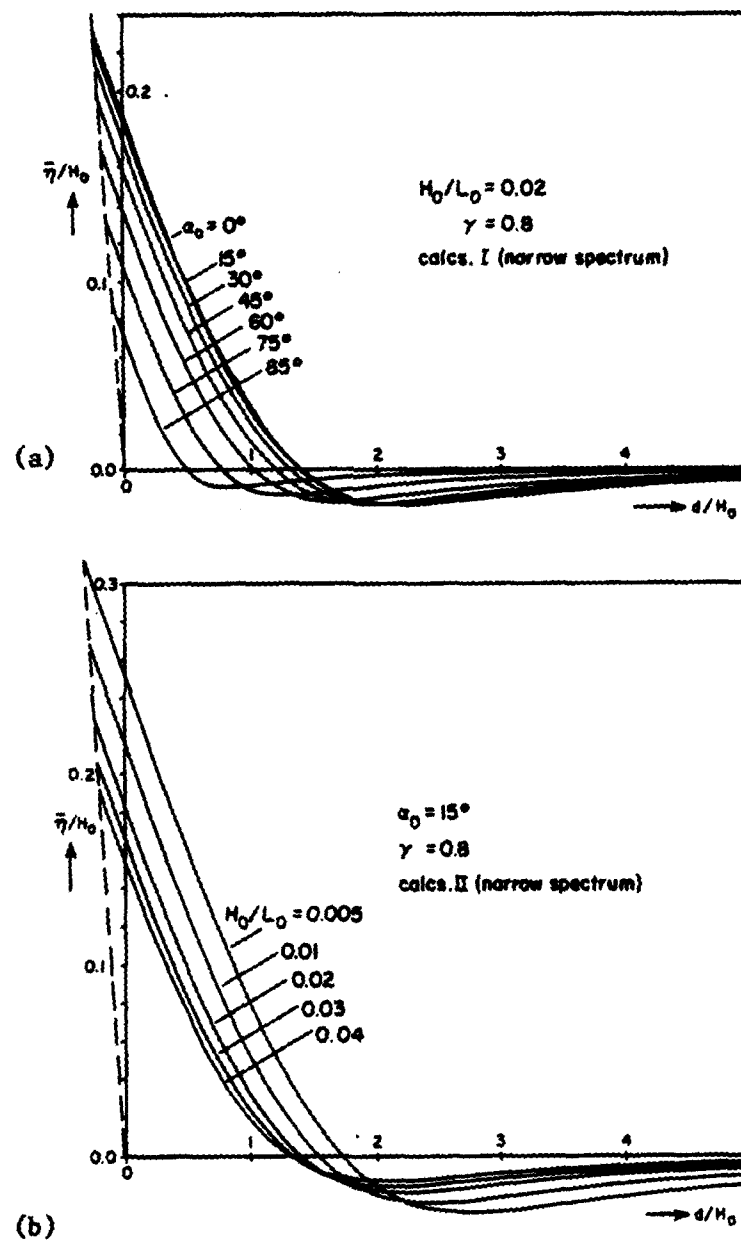 0.2
η̄/H₀
H₀/L₀ = 0.02
γ = 0.8
calcs. I (narrow spectrum)
α₀ = 0°
15°
30°
45°
60°
75°
85°
0.1
(a)
0.0
0
1
2
3
4
d/H₀
0.3
0.2
η̄/H₀
α₀ = 15°
γ = 0.8
calcs. II (narrow spectrum)
H₀/L₀ = 0.005
0.01
0.02
0.03
0.04
0.1
0.0
0
1
2
3
4
d/H₀
(b)